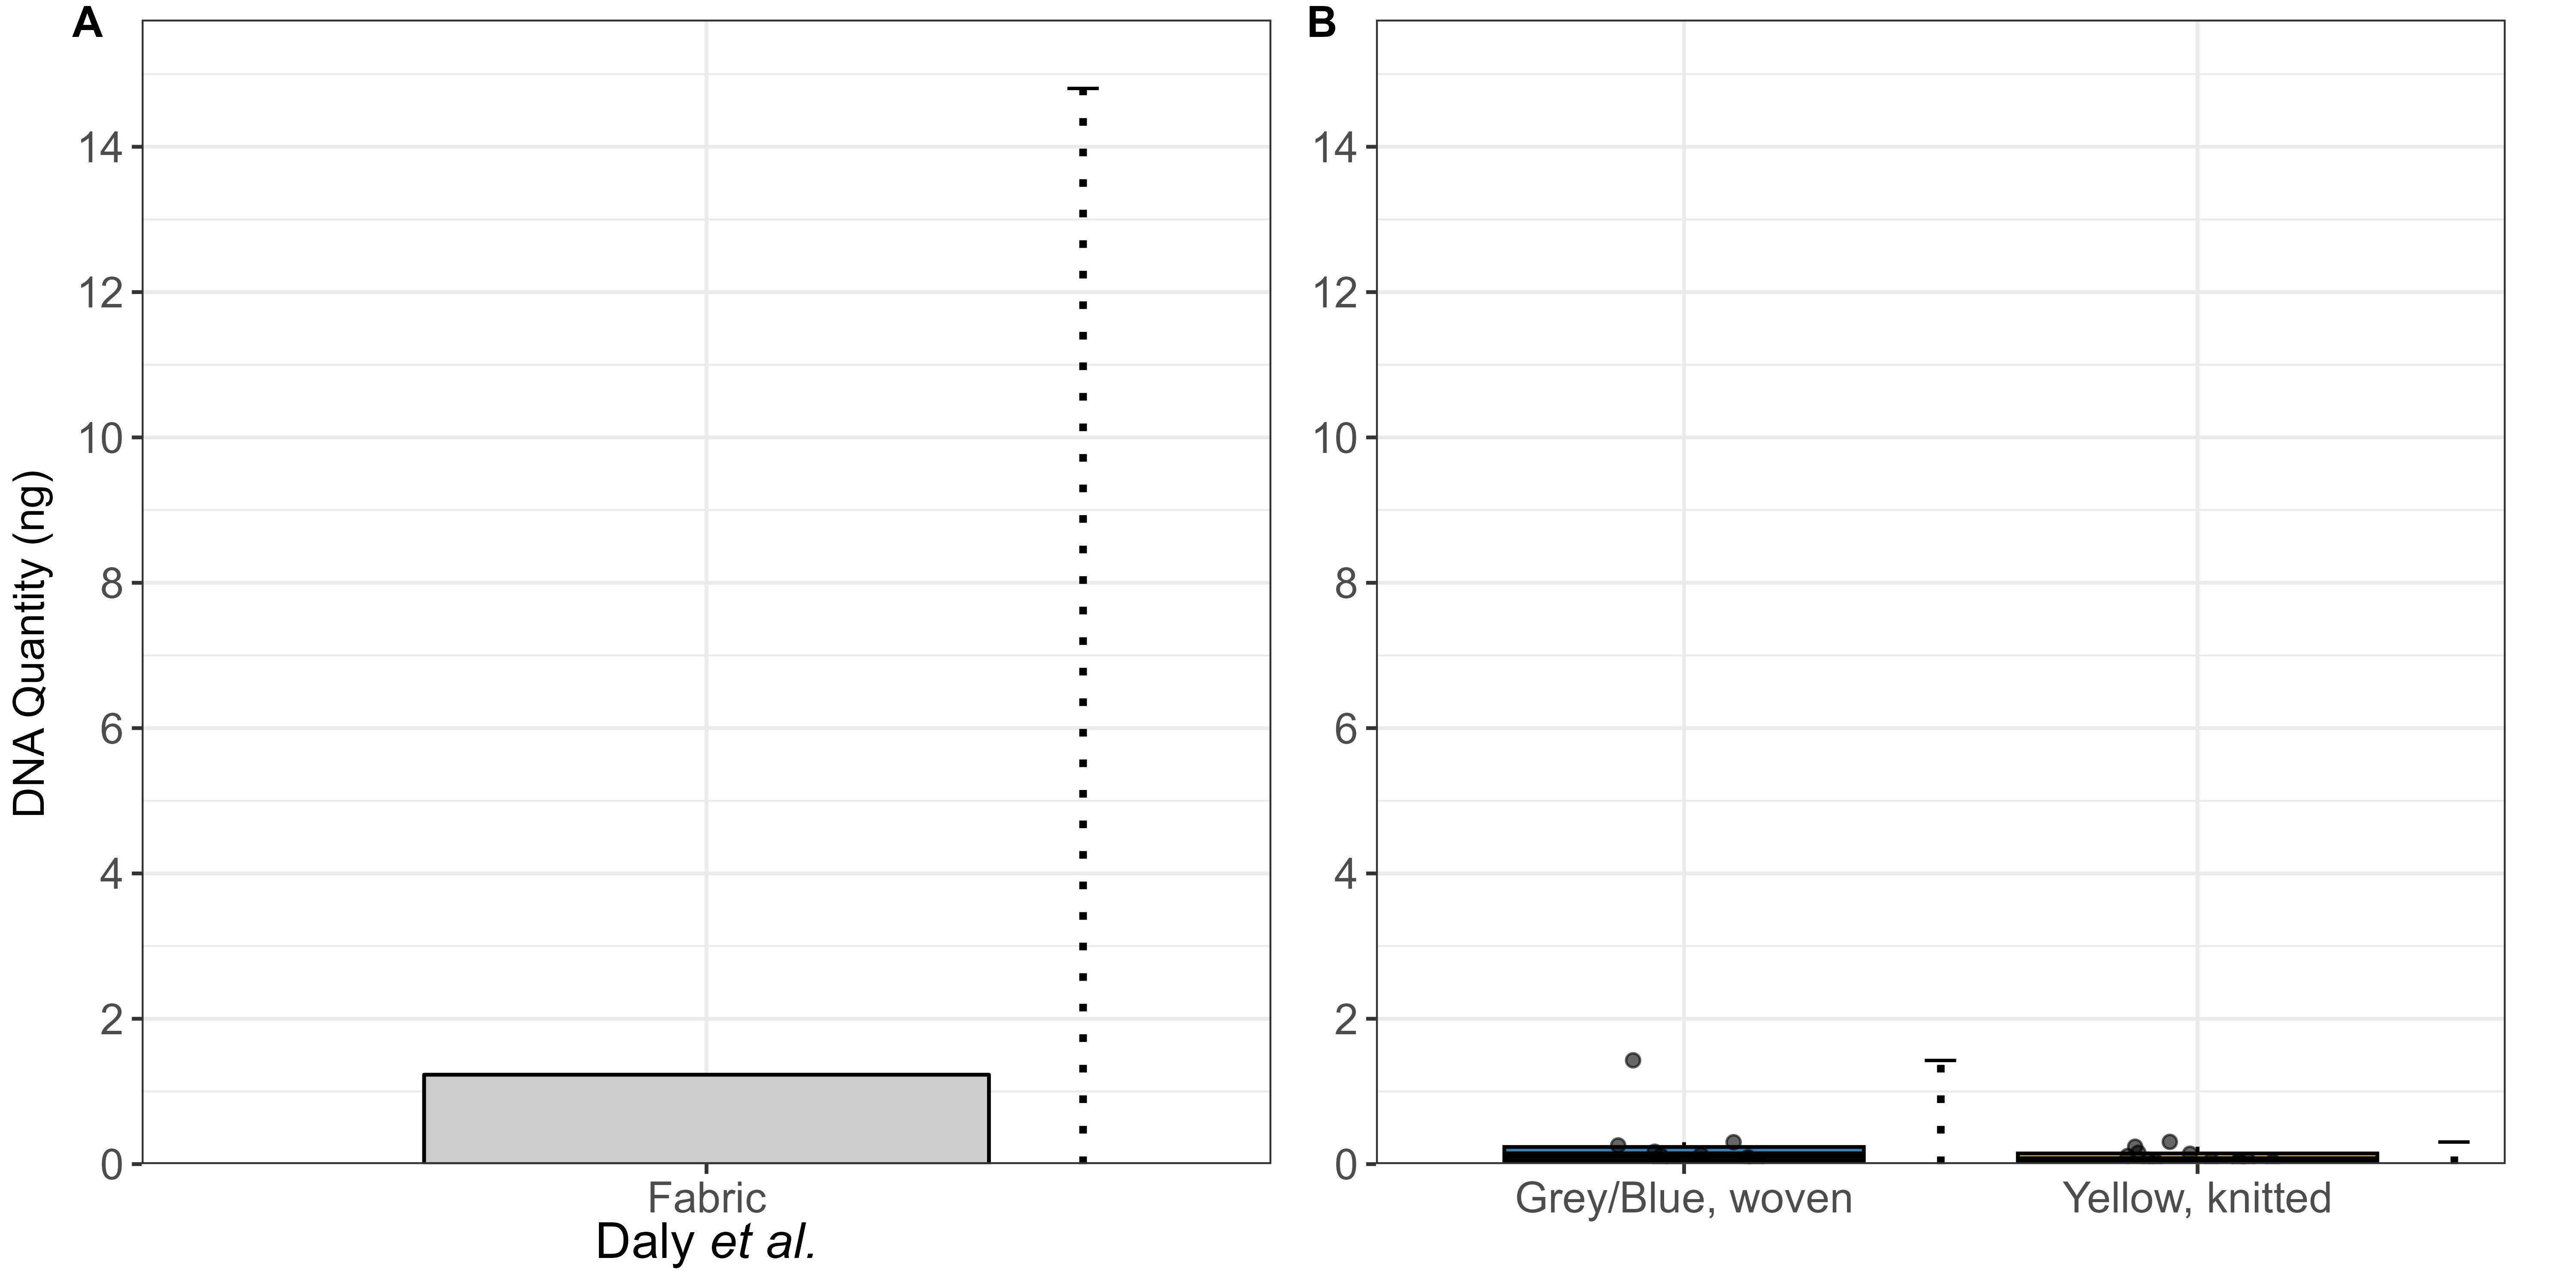 A
B
DNA Quantity (ng)
14
12
10
8
6
4
2
0
Fabric
Daly et al.
14
12
10
8
6
4
2
0
Grey/Blue, woven
Yellow, knitted